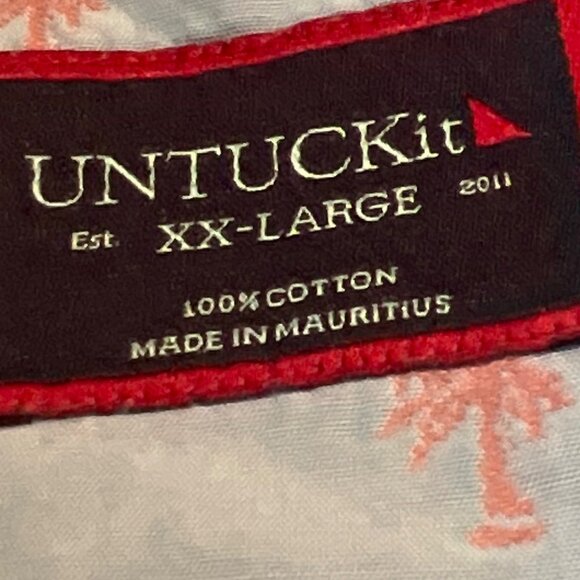 UNTUCKit
Est. XX-LARGE 2011
100% COTTON
MADE IN MAURITIUS